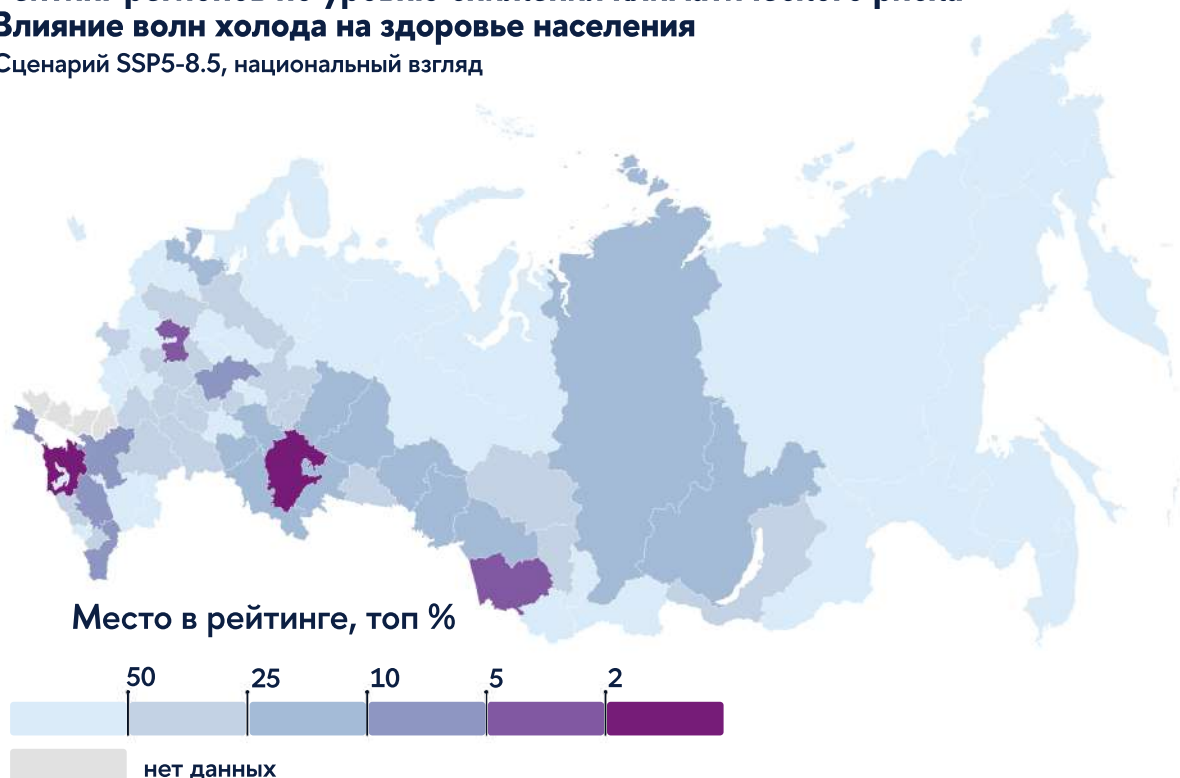 Влияние волн холода на здоровье населения
Сценарий SSP5-8.5, национальный взгляд
Место в рейтинге, топ %
50 25 10 5 2
нет данных